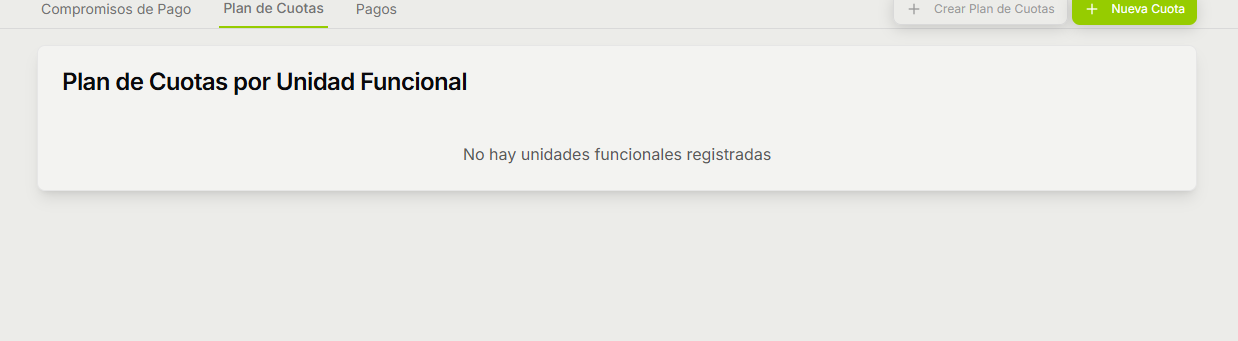 Compromisos de Pago
Plan de Cuotas
Pagos
+ Crear Plan de Cuotas
+ Nueva Cuota
Plan de Cuotas por Unidad Funcional
No hay unidades funcionales registradas